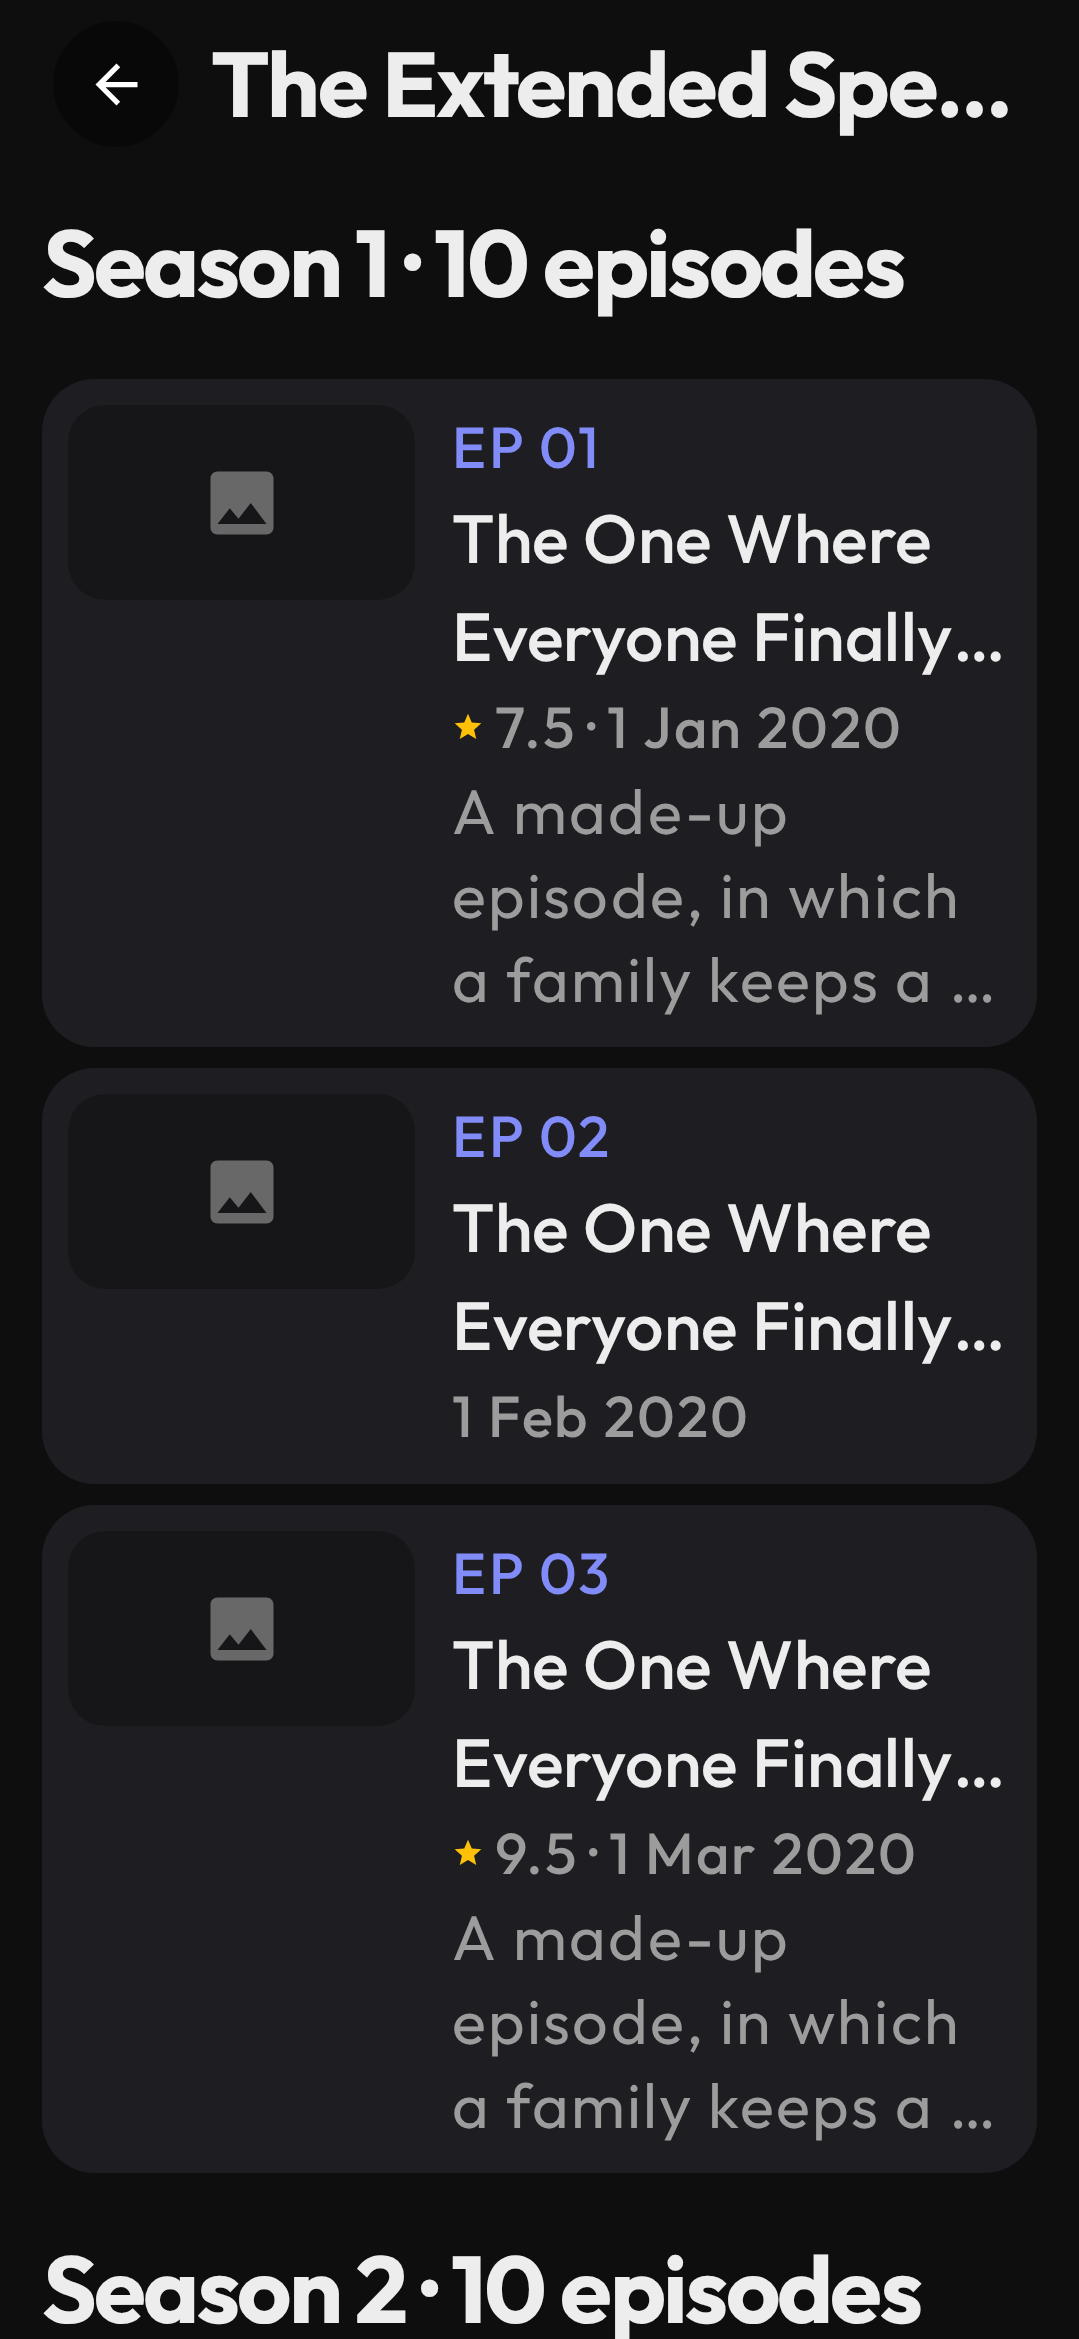 The Extended Spe...
Season 1 · 10 episodes
EP 01
The One Where
Everyone Finally...
7.5 · 1 Jan 2020
A made-up
episode, in which
a family keeps a ...
EP 02
The One Where
Everyone Finally...
1 Feb 2020
EP 03
The One Where
Everyone Finally...
9.5 · 1 Mar 2020
A made-up
episode, in which
a family keeps a ...
Season 2 · 10 episodes